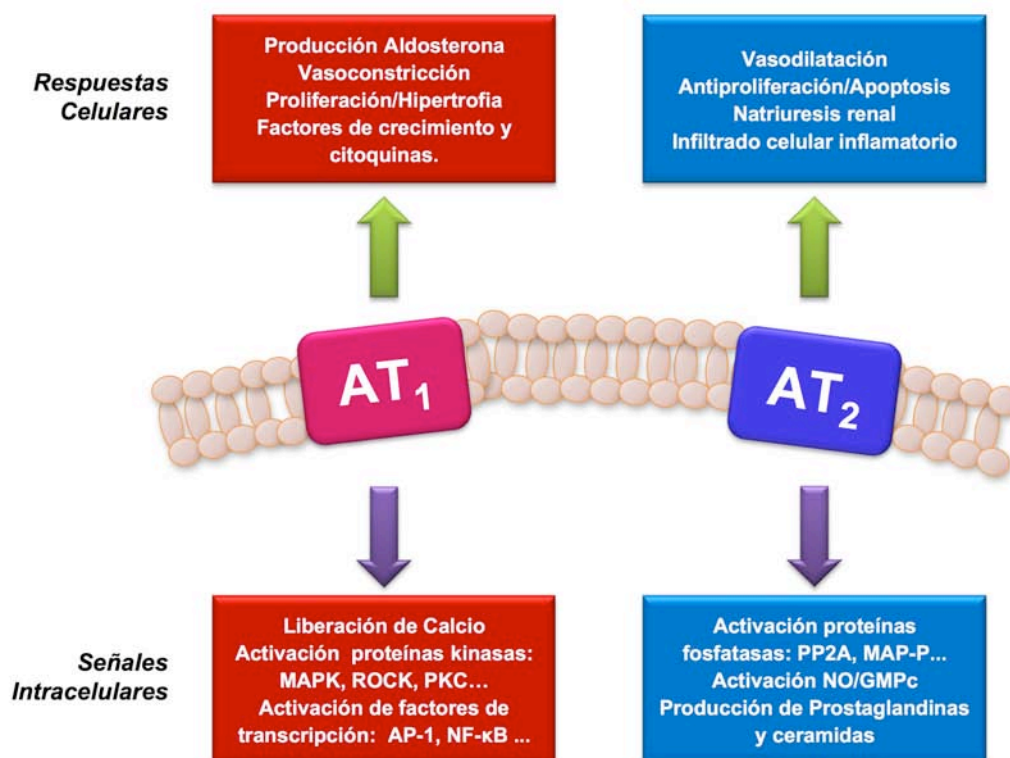 Respuestas
Celulares
Producción Aldosterona
Vasoconstricción
Proliferación/Hipertrofia
Factores de crecimiento y
citoquinas.
Vasodilatación
Antiproliferación/Apoptosis
Natriuresis renal
Infiltrado celular inflamatorio
AT₁
AT₂
Señales
Intracelulares
Liberación de Calcio
Activación proteínas kinasas:
MAPK, ROCK, PKC...
Activación de factores de
transcripción: AP-1, NF-κB ...
Activación proteínas
fosfatasas: PP2A, MAP-P...
Activación NO/GMPc
Producción de Prostaglandinas
y ceramidas